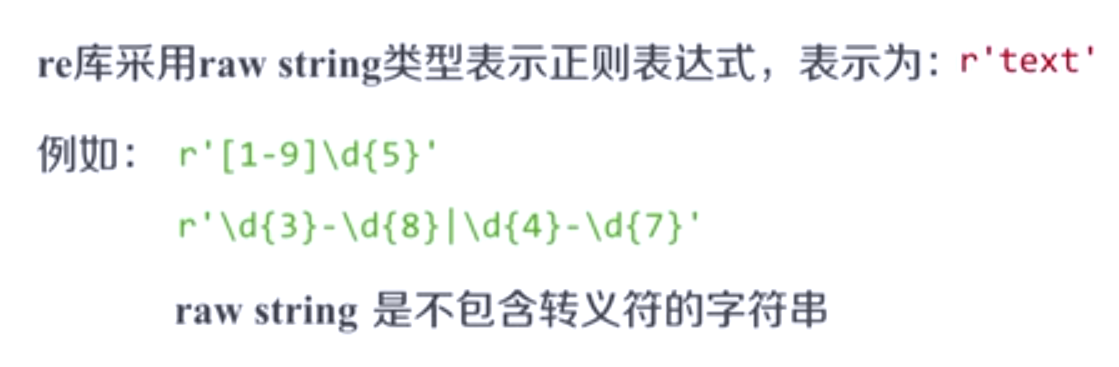 re库采用raw string类型表示正则表达式，表示为：r'text'
例如： r'[1-9]\d{5}'
r'\d{3}-\d{8}|\d{4}-\d{7}'
raw string 是不包含转义符的字符串